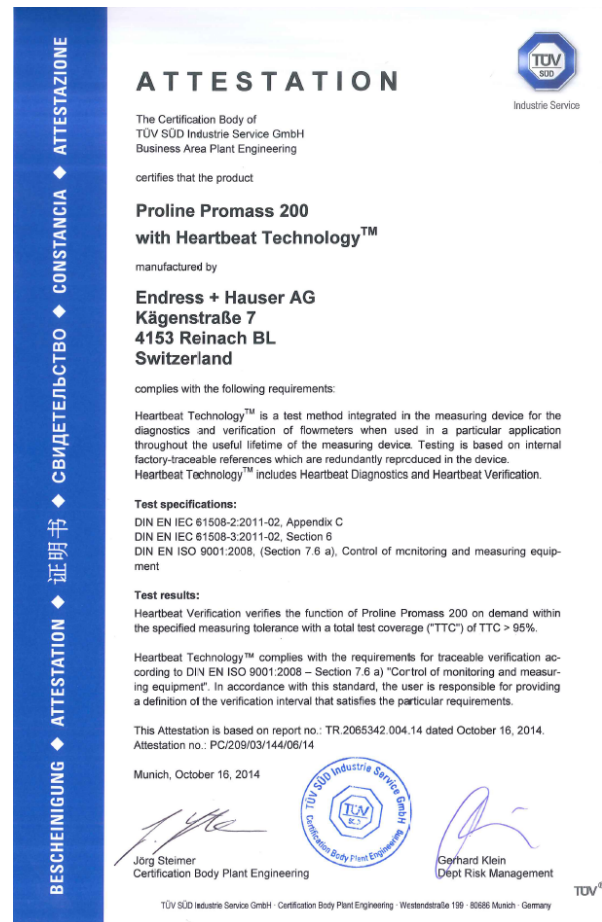 BESCHEINIGUNG ◆ ATTESTATION ◆ 证明书 ◆ СВИДЕТЕЛЬСТВО ◆ CONSTANCIA ◆ ATTESTAZIONE
TÜV
SÜD
Industrie Service
ATTESTATION
The Certification Body of
TÜV SÜD Industrie Service GmbH
Business Area Plant Engineering
certifies that the product
Proline Promass 200
with Heartbeat Technology™
manufactured by
Endress + Hauser AG
Kägenstraße 7
4153 Reinach BL
Switzerland
complies with the following requirements:
Heartbeat Technology™ is a test method integrated in the measuring device for the
diagnostics and verification of flowmeters when used in a particular application
throughout the useful lifetime of the measuring device. Testing is based on internal
factory-traceable references which are redundantly reproduced in the device.
Heartbeat Technology™ includes Heartbeat Diagnostics and Heartbeat Verification.
Test specifications:
DIN EN IEC 61508-2:2011-02, Appendix C
DIN EN IEC 61508-3:2011-02, Section 6
DIN EN ISO 9001:2008, (Section 7.6 a), Control of monitoring and measuring equip-
ment
Test results:
Heartbeat Verification verifies the function of Proline Promass 200 on demand within
the specified measuring tolerance with a total test coverage ("TTC") of TTC > 95%.
Heartbeat Technology™ complies with the requirements for traceable verification ac-
cording to DIN EN ISO 9001:2008 – Section 7.6 a) "Control of monitoring and measur-
ing equipment". In accordance with this standard, the user is responsible for providing
a definition of the verification interval that satisfies the particular requirements.
This Attestation is based on report no.: TR.2065342.004.14 dated October 16, 2014.
Attestation no.: PC/209/03/144/06/14
Munich, October 16, 2014
TÜV SÜD Industrie Service GmbH
TÜV
Certification Body Plant Engineering
Jörg Steimer
Certification Body Plant Engineering
Gerhard Klein
Dept Risk Management
TÜV®
TÜV SÜD Industrie Service GmbH · Certification Body Plant Engineering · Westendstraße 199 · 80686 Munich · Germany